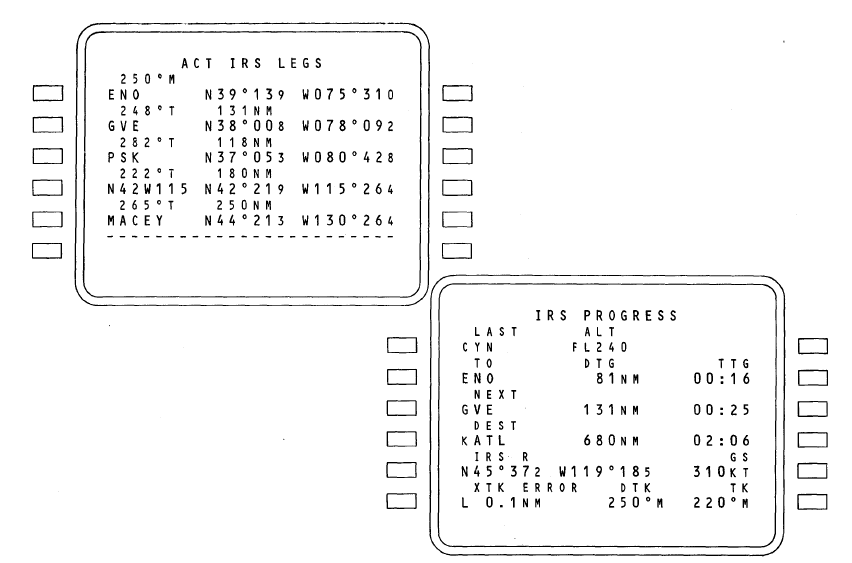 ACT IRS LEGS
250°M
ENO N39°139 W075°310
248°T 131NM
GVE N38°008 W078°092
282°T 118NM
PSK N37°053 W080°428
222°T 180NM
N42W115 N42°219 W115°264
265°T 250NM
MACEY N44°213 W130°264
------------------------
IRS PROGRESS
LAST ALT
CYN FL240
TO DTG TTG
ENO 81NM 00:16
NEXT
GVE 131NM 00:25
DEST
KATL 680NM 02:06
IRS R GS
N45°372 W119°185 310KT
XTK ERROR DTK TK
L 0.1NM 250°M 220°M